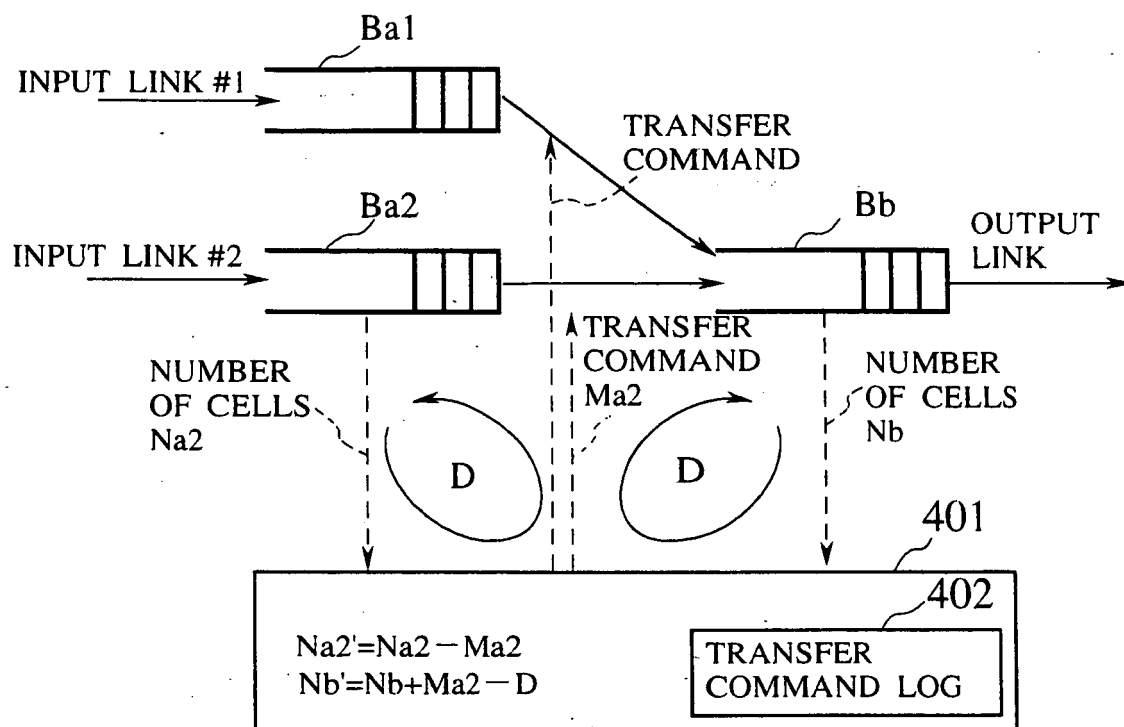 Ba1
INPUT LINK #1
TRANSFER
COMMAND
Ba2
Bb
INPUT LINK #2
OUTPUT
LINK
TRANSFER
COMMAND
Ma2
NUMBER
OF CELLS
Na2
NUMBER
OF CELLS
Nb
D
D
401
402
Na2'=Na2−Ma2
Nb'=Nb+Ma2−D
TRANSFER
COMMAND LOG